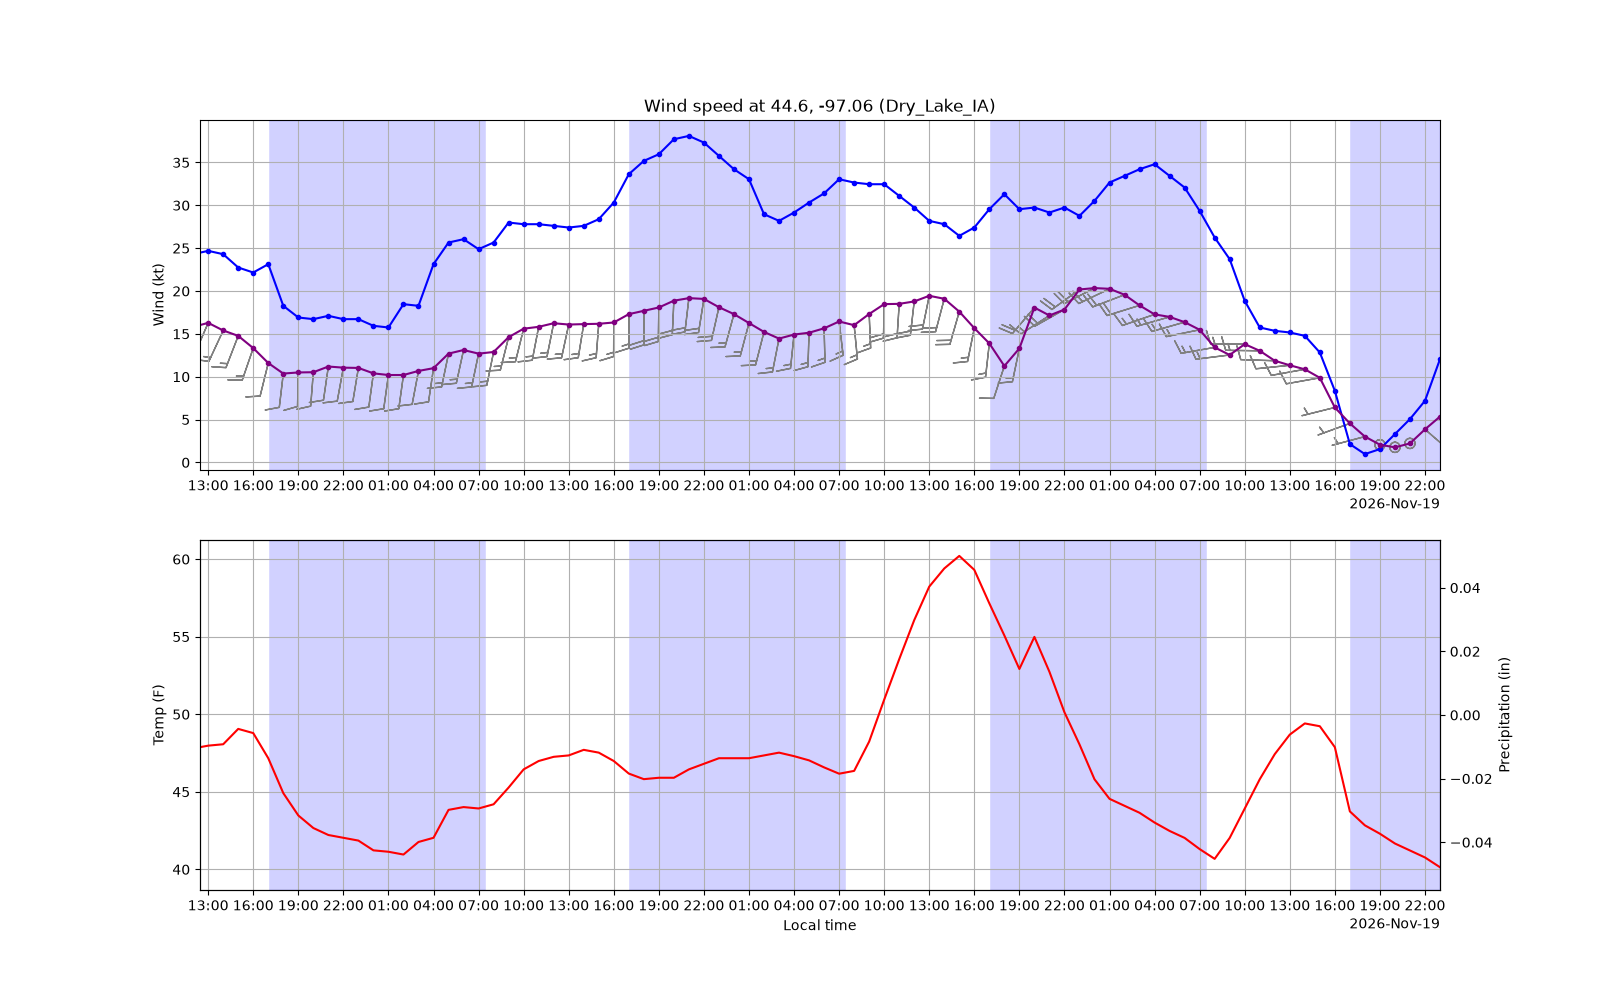 Wind speed at 44.6, -97.06 (Dry_Lake_IA)
Wind (kt)
35
30
25
20
15
10
5
0
13:00 16:00 19:00 22:00 01:00 04:00 07:00 10:00 13:00 16:00 19:00 22:00 01:00 04:00 07:00 10:00 13:00 16:00 19:00 22:00 01:00 04:00 07:00 10:00 13:00 16:00 19:00 22:00
2026-Nov-19
Temp (F)
60
55
50
45
40
0.04
0.02
0.00
−0.02
−0.04
Precipitation (in)
13:00 16:00 19:00 22:00 01:00 04:00 07:00 10:00 13:00 16:00 19:00 22:00 01:00 04:00 07:00 10:00 13:00 16:00 19:00 22:00 01:00 04:00 07:00 10:00 13:00 16:00 19:00 22:00
Local time
2026-Nov-19